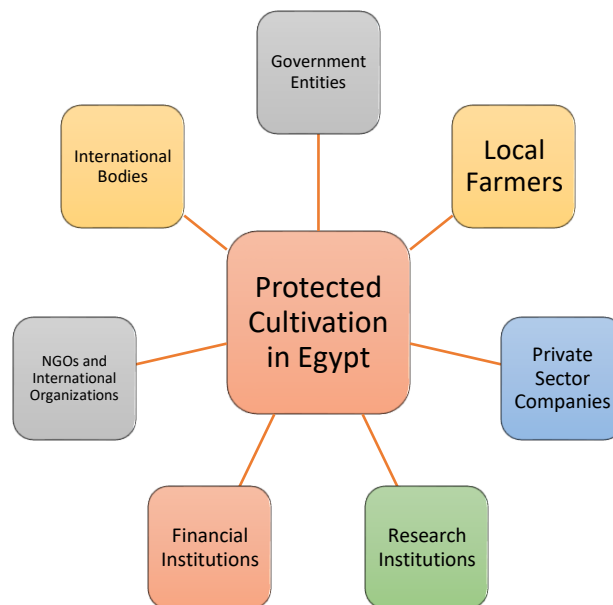 Government
Entities
International
Bodies
Local
Farmers
Protected
Cultivation
in Egypt
NGOs and
International
Organizations
Private
Sector
Companies
Financial
Institutions
Research
Institutions